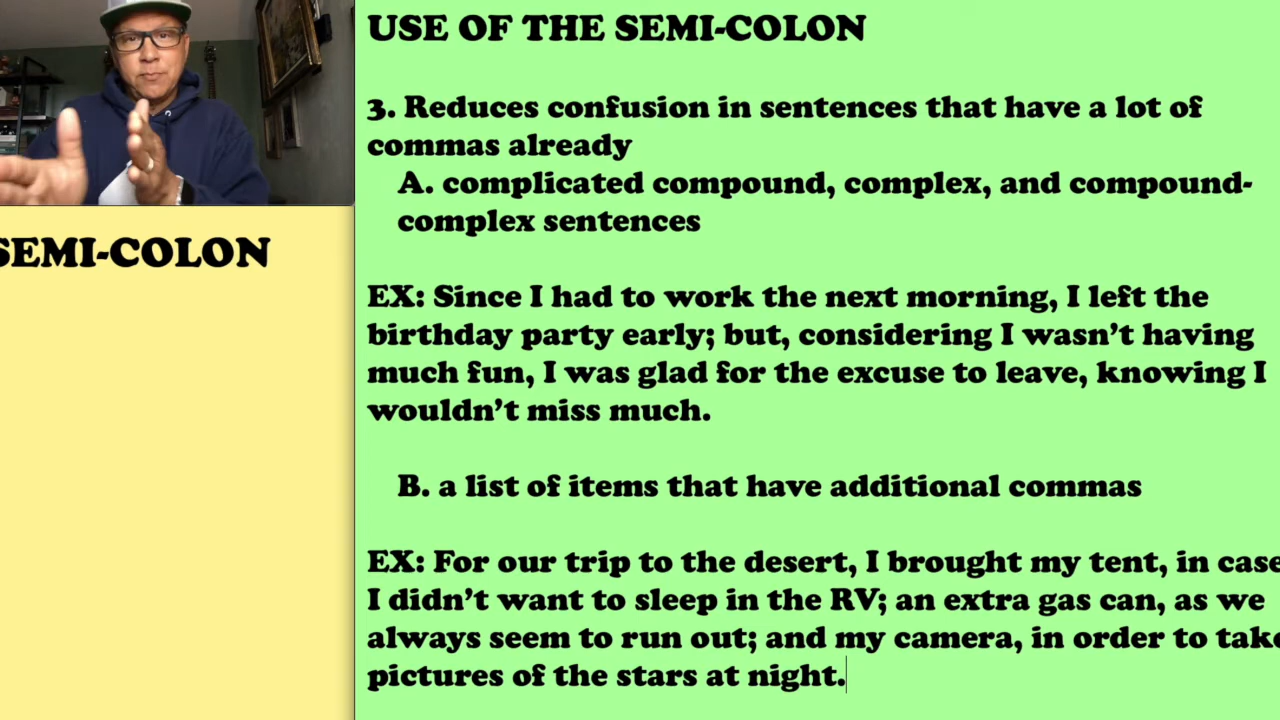 USE OF THE SEMI-COLON
3. Reduces confusion in sentences that have a lot of
commas already
A. complicated compound, complex, and compound-
complex sentences
EX: Since I had to work the next morning, I left the
birthday party early; but, considering I wasn't having
much fun, I was glad for the excuse to leave, knowing I
wouldn't miss much.
B. a list of items that have additional commas
EX: For our trip to the desert, I brought my tent, in case
I didn't want to sleep in the RV; an extra gas can, as we
always seem to run out; and my camera, in order to take
pictures of the stars at night.
SEMI-COLON